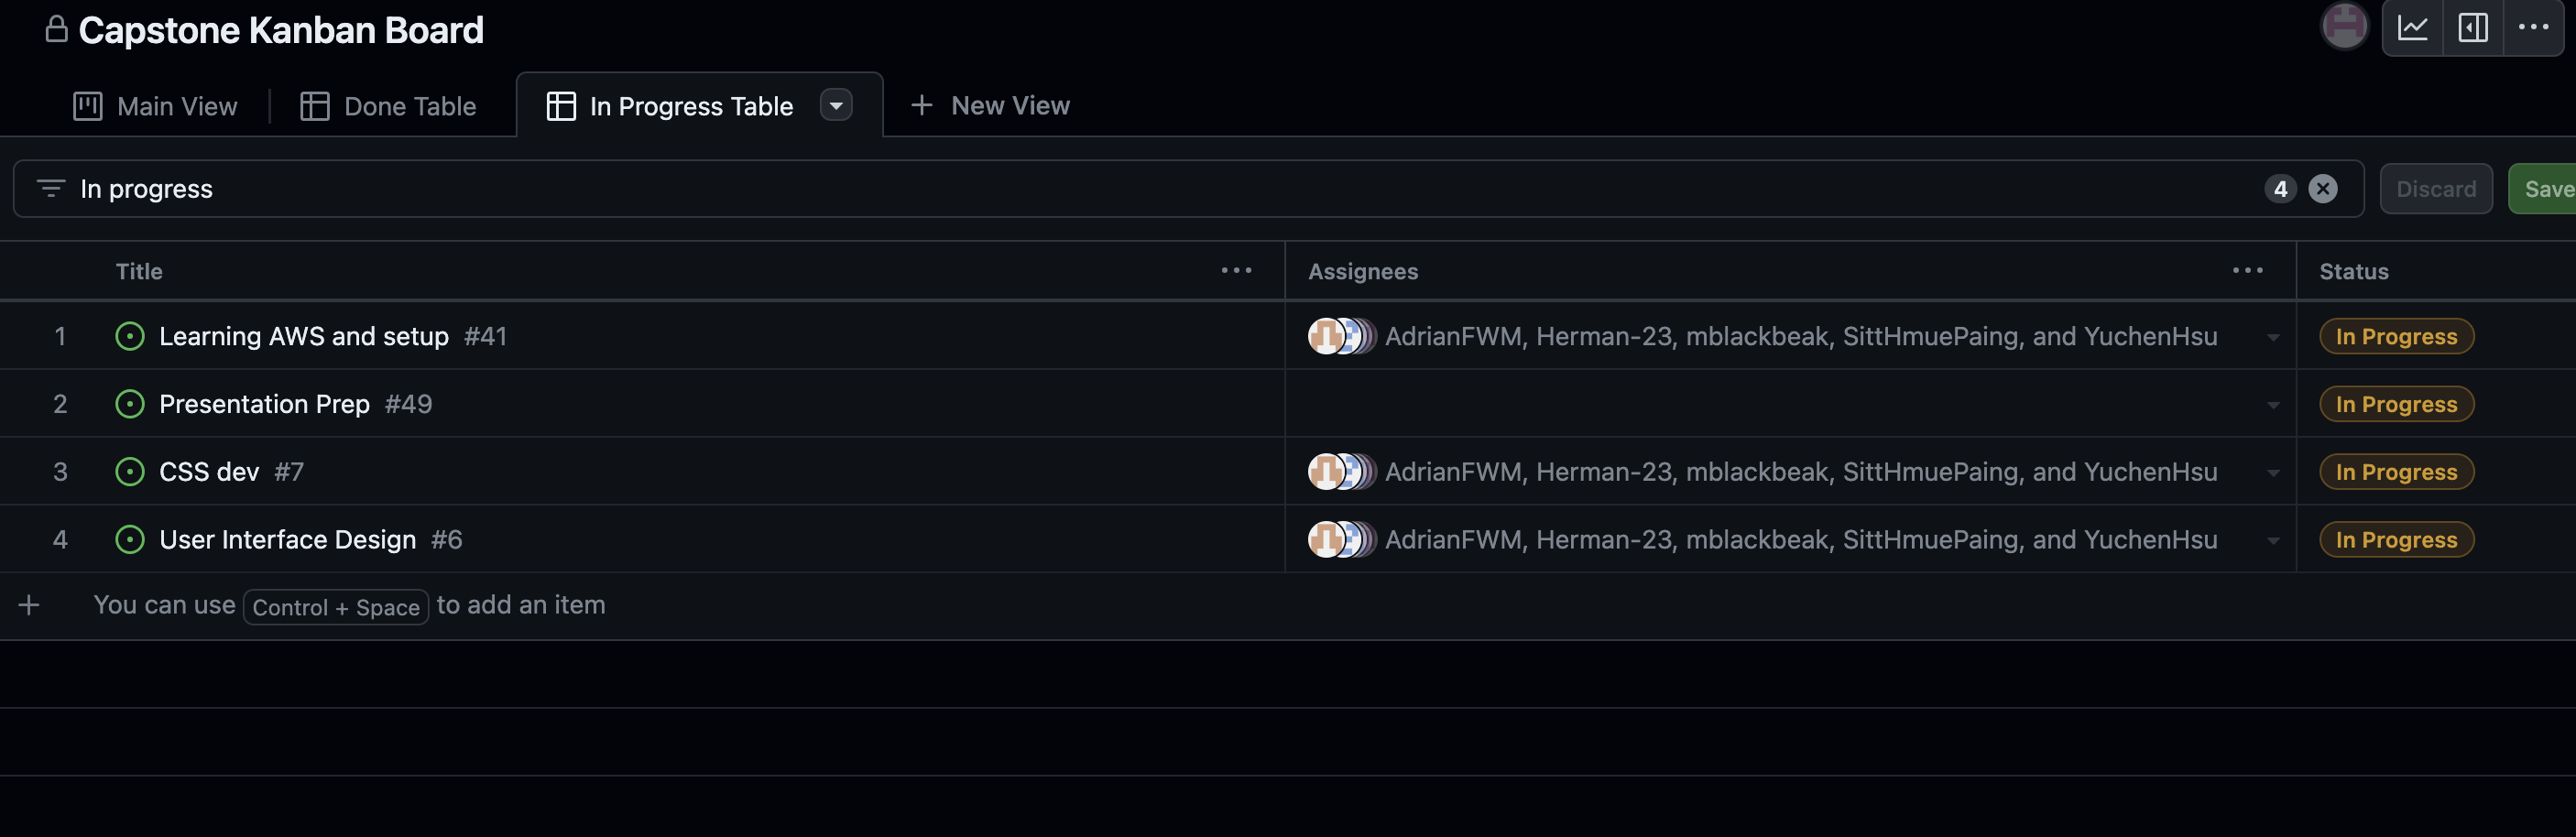 Capstone Kanban Board
Main View Done Table In Progress Table New View
In progress 4 Discard Save
Title Assignees Status
1 Learning AWS and setup #41 AdrianFWM, Herman-23, mblackbeak, SittHmuePaing, and YuchenHsu In Progress
2 Presentation Prep #49 In Progress
3 CSS dev #7 AdrianFWM, Herman-23, mblackbeak, SittHmuePaing, and YuchenHsu In Progress
4 User Interface Design #6 AdrianFWM, Herman-23, mblackbeak, SittHmuePaing, and YuchenHsu In Progress
You can use Control + Space to add an item